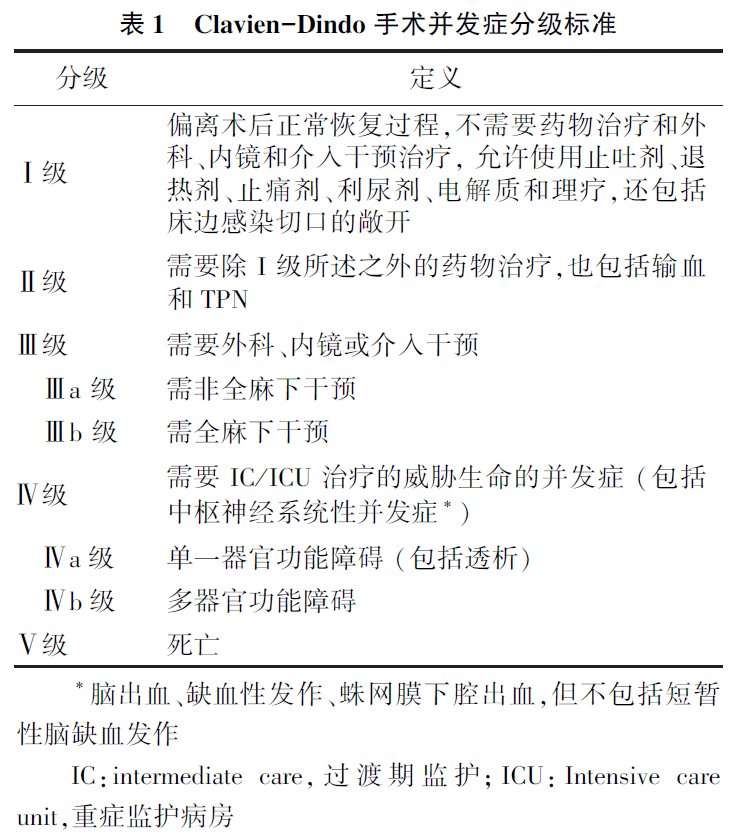 表 1 Clavien-Dindo 手术并发症分级标准
分级 定义
Ⅰ级 偏离术后正常恢复过程,不需要药物治疗和外
科、内镜和介入干预治疗, 允许使用止吐剂、退
热剂、止痛剂、利尿剂、电解质和理疗,还包括
床边感染切口的敞开
Ⅱ级 需要除Ⅰ级所述之外的药物治疗,也包括输血
和 TPN
Ⅲ级 需要外科、内镜或介入干预
Ⅲa 级 需非全麻下干预
Ⅲb 级 需全麻下干预
Ⅳ级 需要 IC/ICU 治疗的威胁生命的并发症 (包括
中枢神经系统性并发症*)
Ⅳa 级 单一器官功能障碍 (包括透析)
Ⅳb 级 多器官功能障碍
Ⅴ级 死亡
*脑出血、缺血性发作、蛛网膜下腔出血,但不包括短暂
性脑缺血发作
IC: intermediate care, 过渡期监护; ICU: Intensive care
unit,重症监护病房